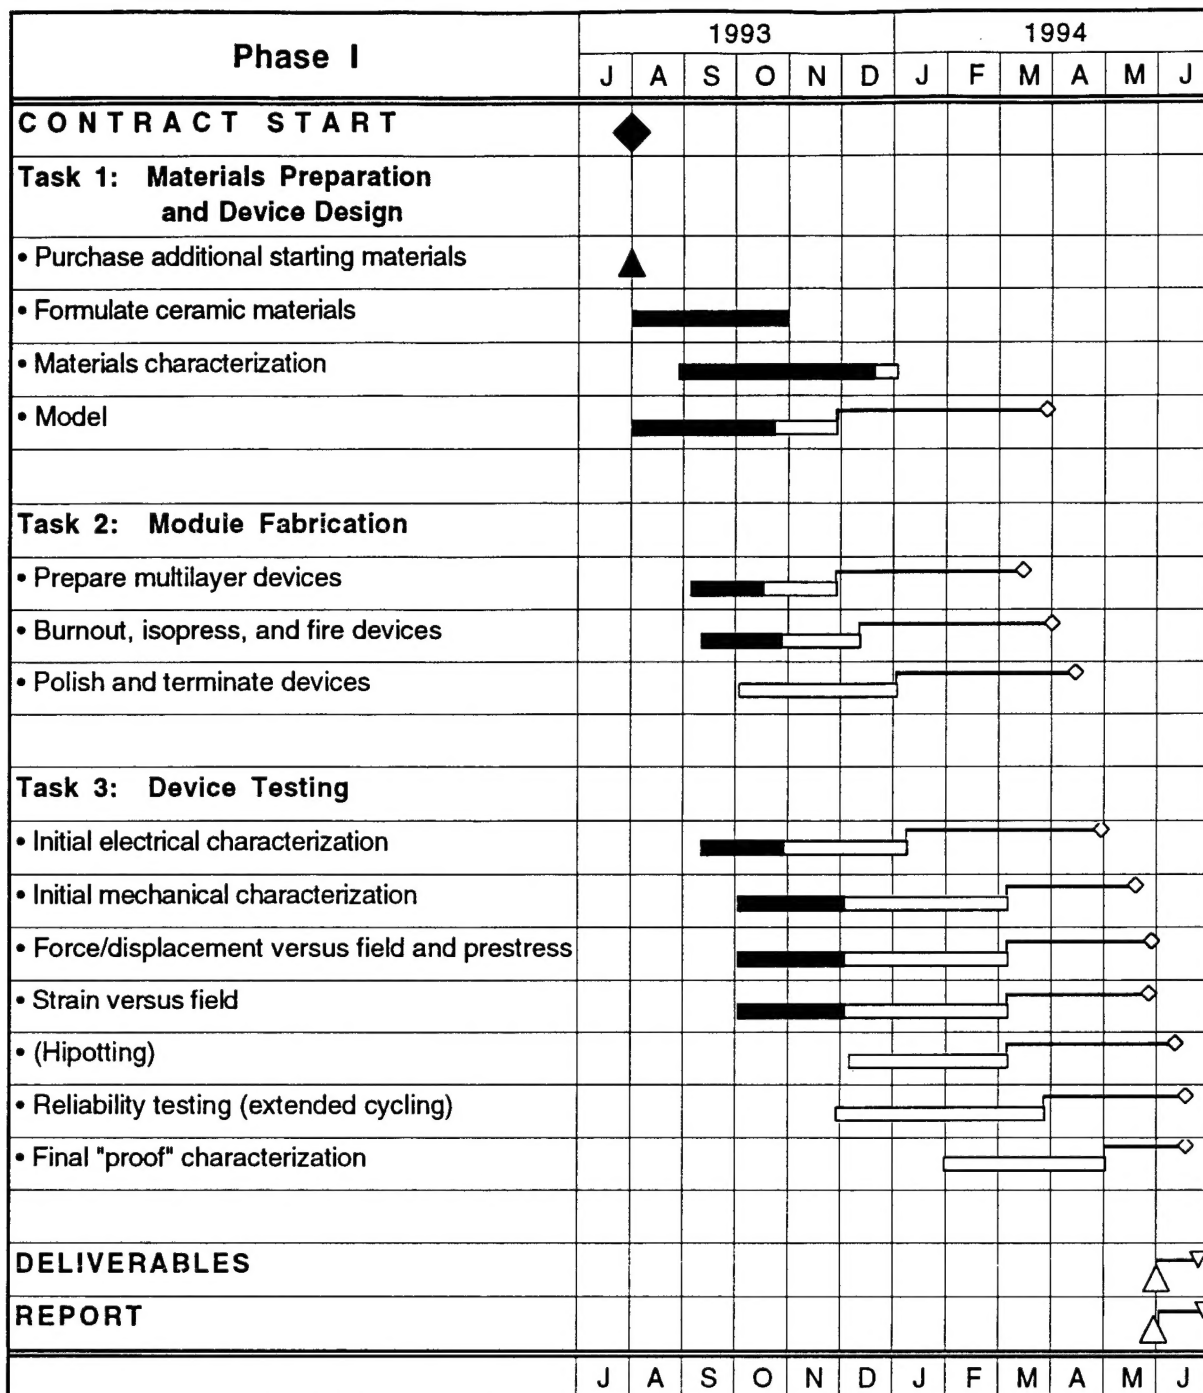 Phase I
1993
1994
J A S O N D J F M A M J
CONTRACT START
Task 1: Materials Preparation
and Device Design
• Purchase additional starting materials
• Formulate ceramic materials
• Materials characterization
• Model
Task 2: Module Fabrication
• Prepare multilayer devices
• Burnout, isopress, and fire devices
• Polish and terminate devices
Task 3: Device Testing
• Initial electrical characterization
• Initial mechanical characterization
• Force/displacement versus field and prestress
• Strain versus field
• (Hipotting)
• Reliability testing (extended cycling)
• Final "proof" characterization
DELIVERABLES
REPORT
J A S O N D J F M A M J